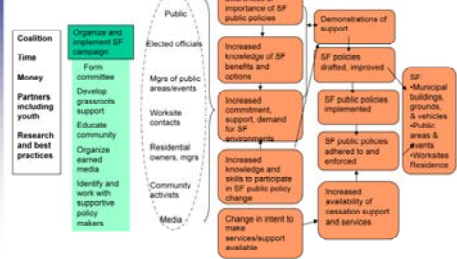 Coalition
Time
Money
Partners
including
youth
Research
and best
practices
Organize and
implement SF
campaign
Form
committee
Develop
grassroots
support
Educate
community
Organize
earned
media
Identify and
work with
supportive
policy
makers
Public
Elected officials
Mgrs of public
areas/events
Worksite
contacts
Residential
owners, mgrs
Community
activists
Media
importance of SF
public policies
Increased
knowledge of SF
benefits and
options
Increased
commitment,
support, demand
for SF
environments
Increased
knowledge and
skills to participate
in SF public policy
change
Change in intent to
make
services/support
available
Demonstrations of
support
SF policies
drafted, improved
SF public policies
implemented
SF public policies
adhered to and
enforced
Increased
availability of
cessation support
and services
SF:
•Municipal
buildings,
grounds,
& vehicles
•Public
areas &
events
•Worksites
Residence